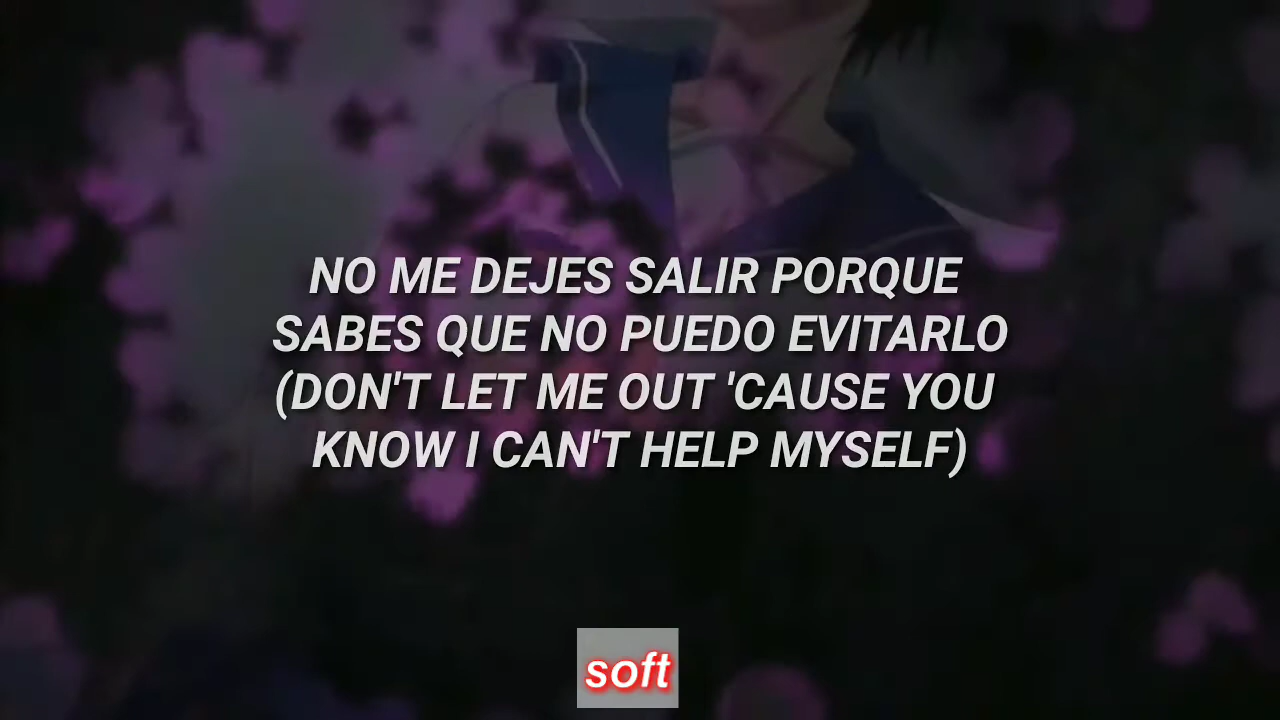 NO ME DEJES SALIR PORQUE
SABES QUE NO PUEDO EVITARLO
(DON'T LET ME OUT 'CAUSE YOU
KNOW I CAN'T HELP MYSELF)
soft